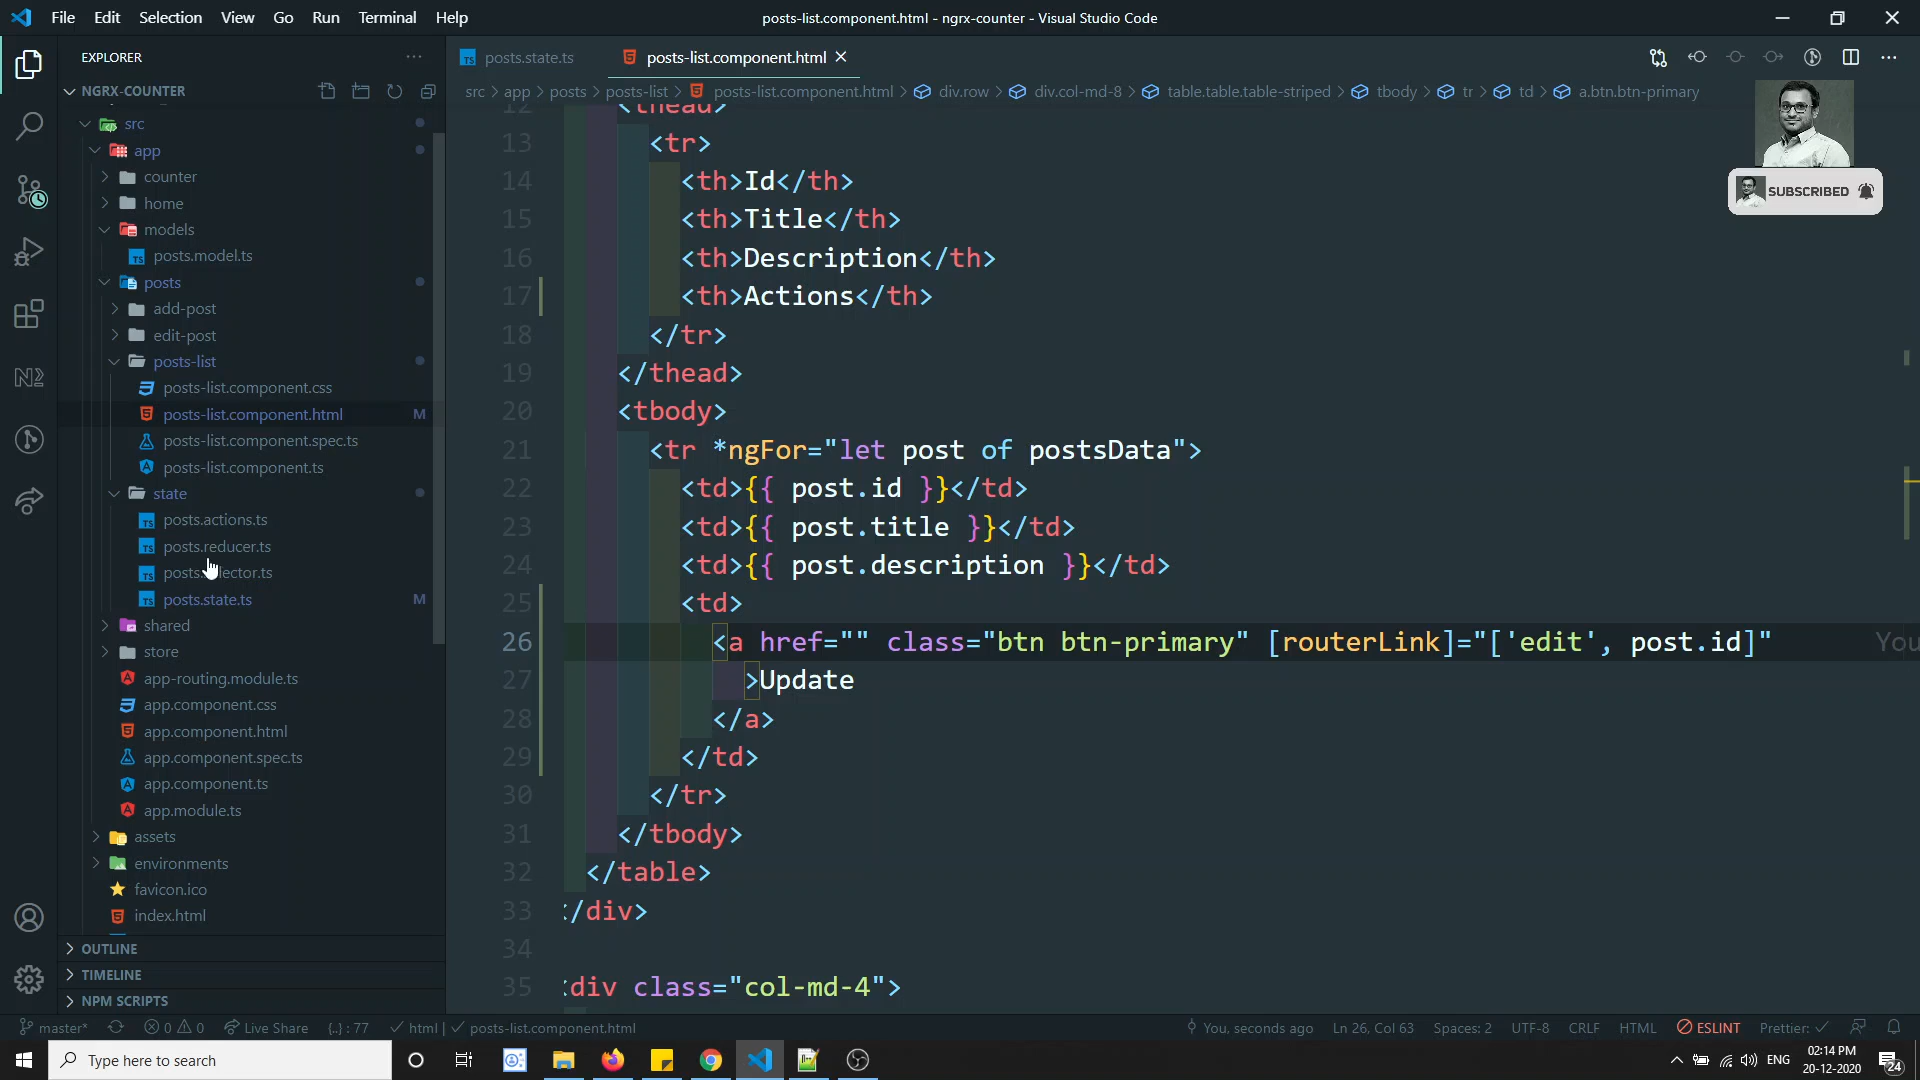 File Edit Selection View Go Run Terminal Help
posts-list.component.html - ngrx-counter - Visual Studio Code
EXPLORER
NGRX-COUNTER
src
app
counter
home
models
posts.model.ts
posts
add-post
edit-post
posts-list
posts-list.component.css
posts-list.component.html M
posts-list.component.spec.ts
posts-list.component.ts
state
posts.actions.ts
posts.reducer.ts
posts.state.ts M
shared
store
app-routing.module.ts
app.component.css
app.component.html
app.component.spec.ts
app.component.ts
app.module.ts
assets
environments
favicon.ico
index.html
OUTLINE
TIMELINE
NPM SCRIPTS
posts.state.ts posts-list.component.html
src > app > posts > posts-list > posts-list.component.html > div.row > div.col-md-8 > table.table.table-striped > tbody > tr > td > a.btn.btn-primary
SUBSCRIBED
12 <thead>
13 <tr>
14 <th>Id</th>
15 <th>Title</th>
16 <th>Description</th>
17 <th>Actions</th>
18 </tr>
19 </thead>
20 <tbody>
21 <tr *ngFor="let post of postsData">
22 <td>{{ post.id }}</td>
23 <td>{{ post.title }}</td>
24 <td>{{ post.description }}</td>
25 <td>
26 <a href="" class="btn btn-primary" [routerLink]="['edit', post.id]" You
27 >Update
28 </a>
29 </td>
30 </tr>
31 </tbody>
32 </table>
33 /div>
34
35 div class="col-md-4">
master* 0 0 Live Share {..} : 77 html | posts-list.component.html You, seconds ago Ln 26, Col 63 Spaces: 2 UTF-8 CRLF HTML ESLINT Prettier:
Type here to search
ENG
02:14 PM
20-12-2020
24